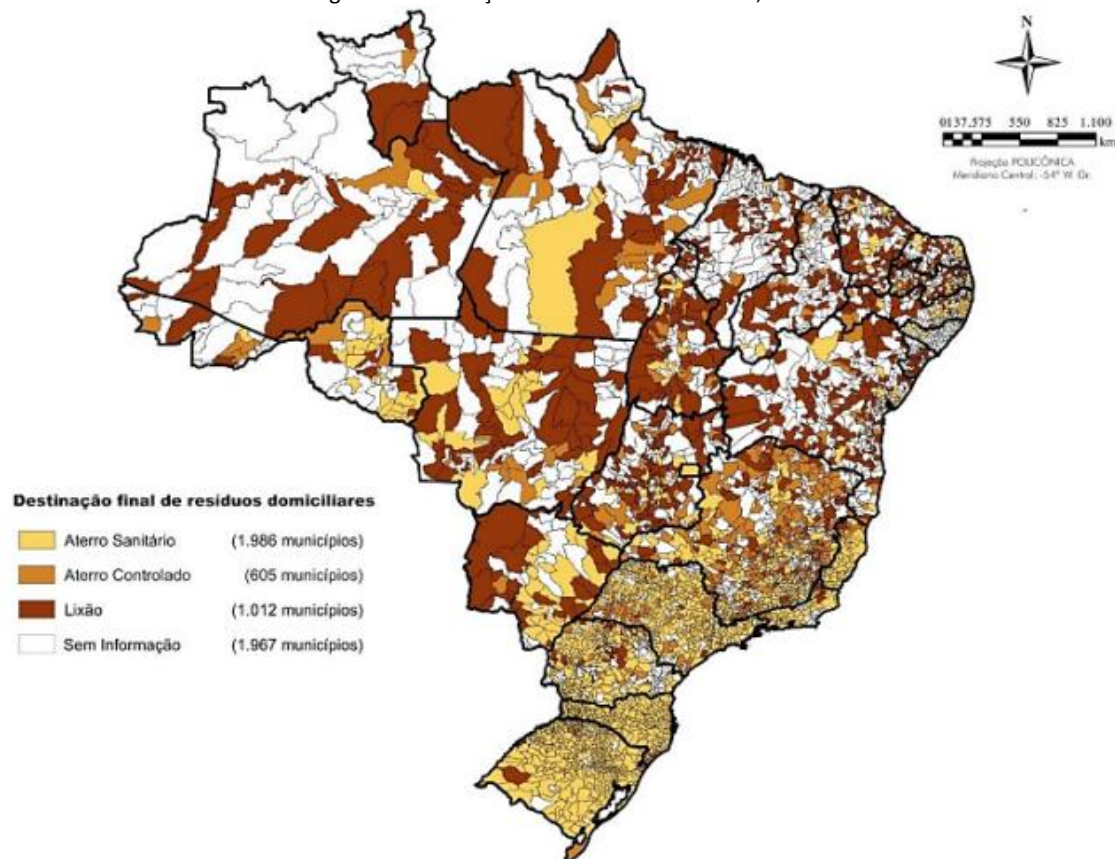 N
0137.575 550 825 1.100
km
Projeção POLICÔNICA
Meridiano Central: -54º W. Gr.
Destinação final de resíduos domiciliares
Aterro Sanitário (1.986 municípios)
Aterro Controlado (605 municípios)
Lixão (1.012 municípios)
Sem Informação (1.967 municípios)